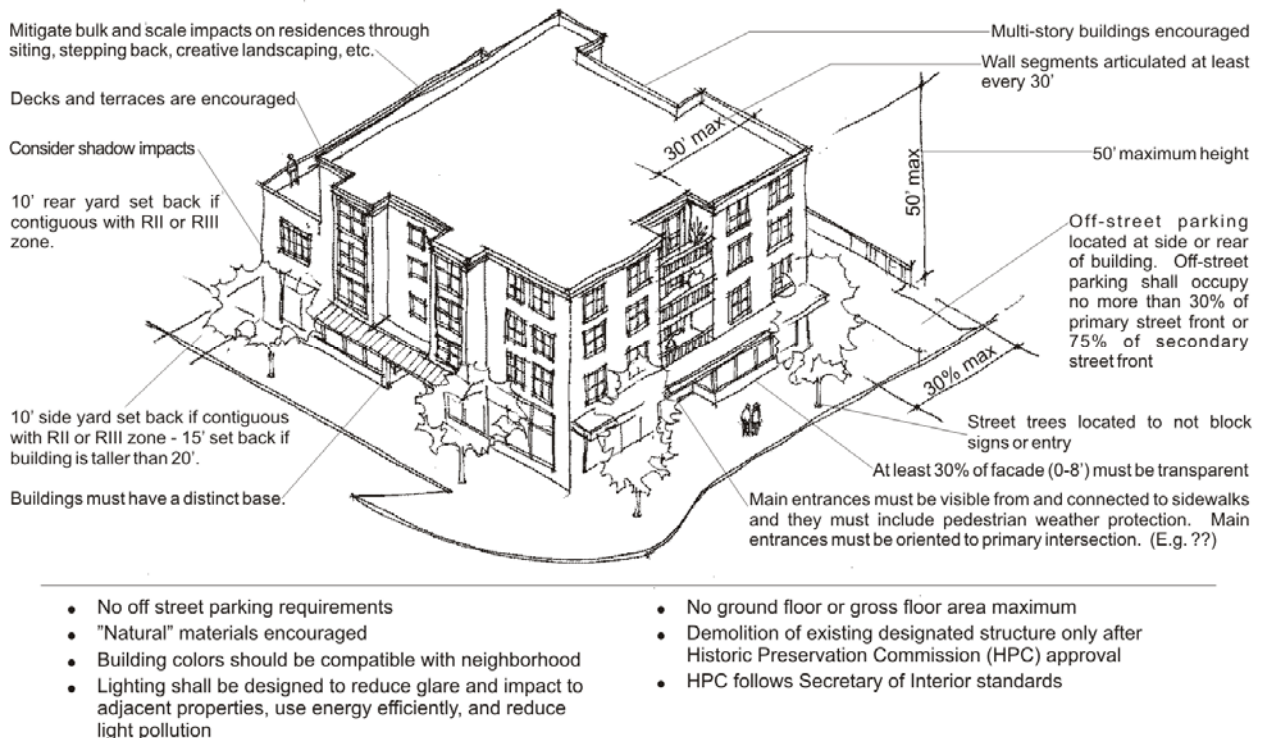 Mitigate bulk and scale impacts on residences through
siting, stepping back, creative landscaping, etc.
Decks and terraces are encouraged
Consider shadow impacts
10' rear yard set back if
contiguous with RII or RIII
zone.
10' side yard set back if contiguous
with RII or RIII zone - 15' set back if
building is taller than 20'.
Buildings must have a distinct base.
30' max
50' max
30% max
Multi-story buildings encouraged
Wall segments articulated at least
every 30'
50' maximum height
Off-street parking
located at side or rear
of building. Off-street
parking shall occupy
no more than 30% of
primary street front or
75% of secondary
street front
Street trees located to not block
signs or entry
At least 30% of facade (0-8') must be transparent
Main entrances must be visible from and connected to sidewalks
and they must include pedestrian weather protection. Main
entrances must be oriented to primary intersection. (E.g. ??)
• No off street parking requirements
• "Natural" materials encouraged
• Building colors should be compatible with neighborhood
• Lighting shall be designed to reduce glare and impact to
adjacent properties, use energy efficiently, and reduce
light pollution
• No ground floor or gross floor area maximum
• Demolition of existing designated structure only after
Historic Preservation Commission (HPC) approval
• HPC follows Secretary of Interior standards